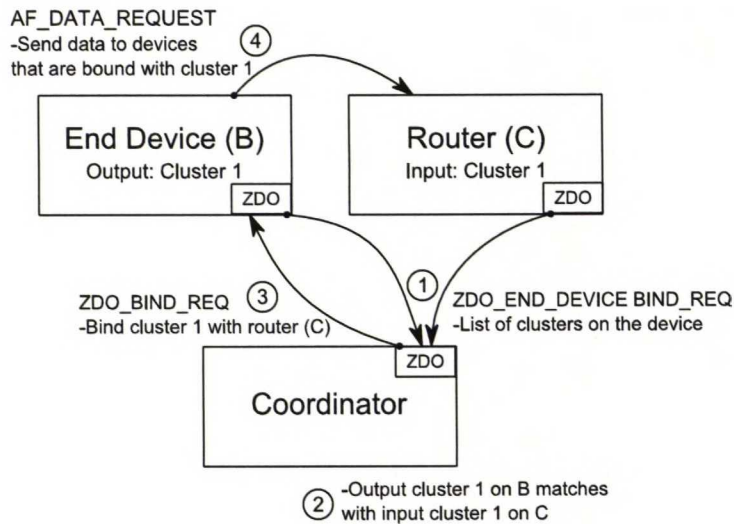 AF_DATA_REQUEST
-Send data to devices
that are bound with cluster 1
4
End Device (B)
Output: Cluster 1
ZDO
Router (C)
Input: Cluster 1
ZDO
1
ZDO_BIND_REQ
3
-Bind cluster 1 with router (C)
ZDO_END_DEVICE BIND_REQ
-List of clusters on the device
ZDO
Coordinator
2
-Output cluster 1 on B matches
with input cluster 1 on C